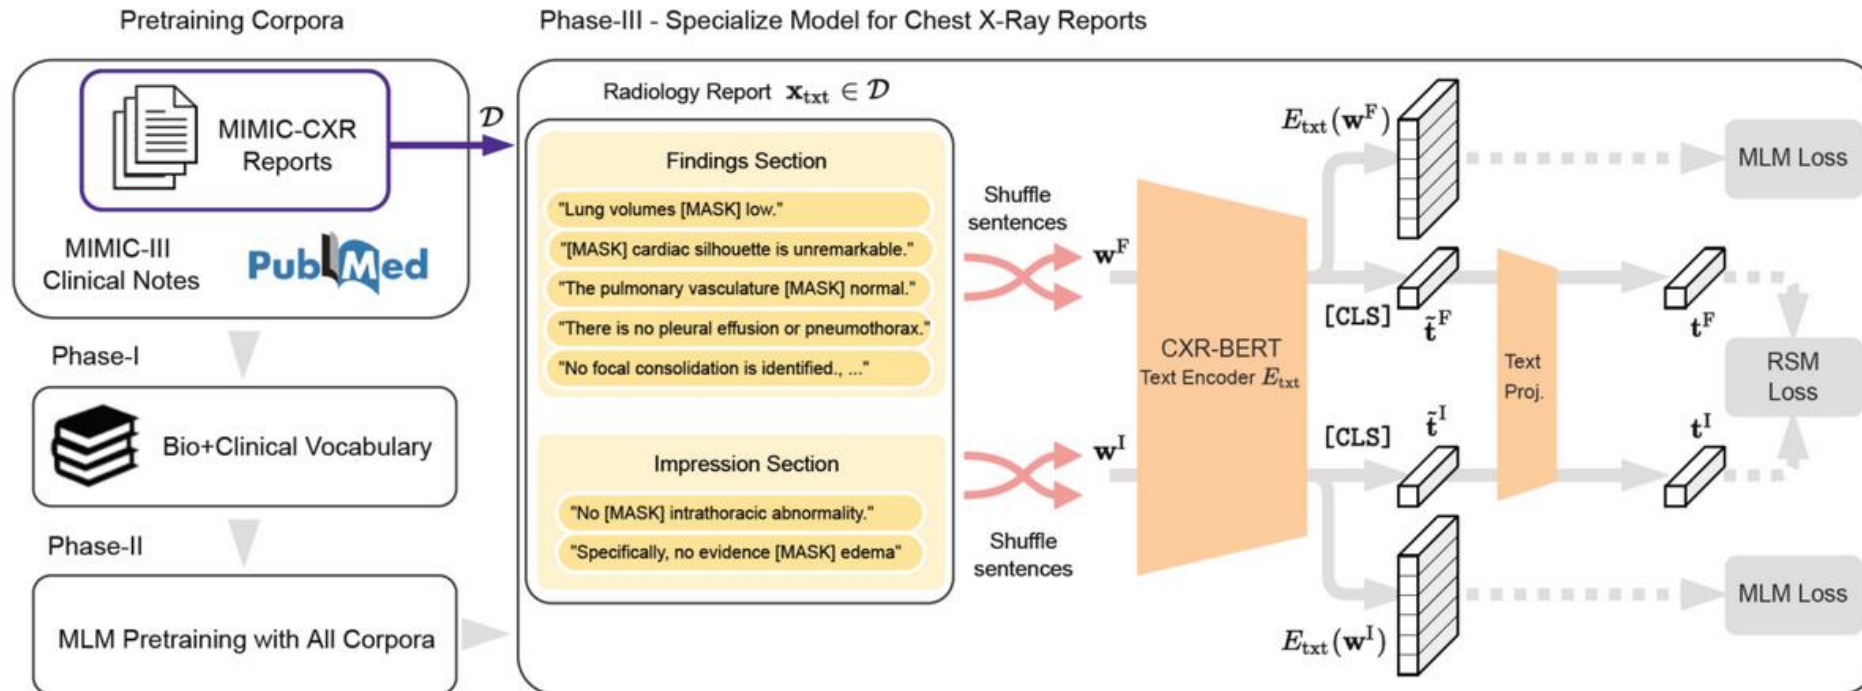 Pretraining Corpora
MIMIC-CXR
Reports
MIMIC-III
Clinical Notes
PubMed
𝒟
Phase-I
Bio+Clinical Vocabulary
Phase-II
MLM Pretraining with All Corpora
Phase-III - Specialize Model for Chest X-Ray Reports
Radiology Report x_txt ∈ 𝒟
Findings Section
"Lung volumes [MASK] low."
"[MASK] cardiac silhouette is unremarkable."
"The pulmonary vasculature [MASK] normal."
"There is no pleural effusion or pneumothorax."
"No focal consolidation is identified., ..."
Impression Section
"No [MASK] intrathoracic abnormality."
"Specifically, no evidence [MASK] edema"
Shuffle
sentences
w^F
w^I
Shuffle
sentences
CXR-BERT
Text Encoder E_txt
E_txt(w^F)
MLM Loss
[CLS]
t̃^F
t^F
Text
Proj.
RSM
Loss
[CLS]
t̃^I
t^I
E_txt(w^I)
MLM Loss